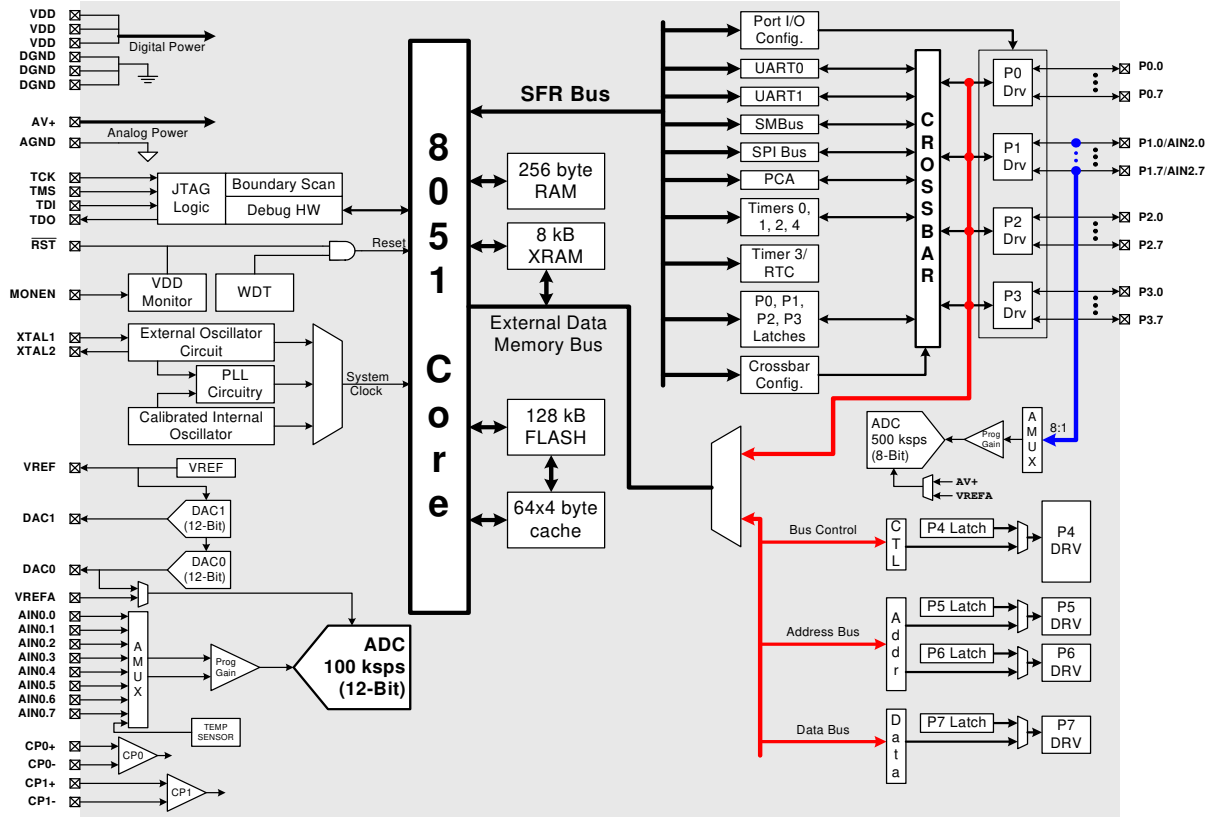 VDD
VDD
VDD
Digital Power
DGND
DGND
DGND
AV+
Analog Power
AGND
TCK
TMS
TDI
TDO
JTAG
Logic
Boundary Scan
Debug HW
RST
Reset
VDD
Monitor
WDT
MONEN
XTAL1
XTAL2
External Oscillator
Circuit
PLL
Circuitry
Calibrated Internal
Oscillator
System
Clock
VREF
VREF
DAC1
DAC1
(12-Bit)
DAC0
DAC0
(12-Bit)
VREFA
AIN0.0
AIN0.1
AIN0.2
AIN0.3
AIN0.4
AIN0.5
AIN0.6
AIN0.7
AMUX
Prog
Gain
ADC
100 ksps
(12-Bit)
TEMP
SENSOR
CP0+
CP0-
CP0
CP1+
CP1-
CP1
8051 Core
SFR Bus
256 byte
RAM
8 kB
XRAM
External Data
Memory Bus
128 kB
FLASH
64x4 byte
cache
Port I/O
Config.
UART0
UART1
SMBus
SPI Bus
PCA
Timers 0,
1, 2, 4
Timer 3/
RTC
P0, P1,
P2, P3
Latches
Crossbar
Config.
CROSSBAR
P0
Drv
P1
Drv
P2
Drv
P3
Drv
P0.0
P0.7
P1.0/AIN2.0
P1.7/AIN2.7
P2.0
P2.7
P3.0
P3.7
ADC
500 ksps
(8-Bit)
Prog
Gain
AMUX
8:1
AV+
VREFA
Bus Control
CTL
P4 Latch
P4
DRV
Address Bus
Addr
P5 Latch
P5
DRV
P6 Latch
P6
DRV
Data Bus
Data
P7 Latch
P7
DRV